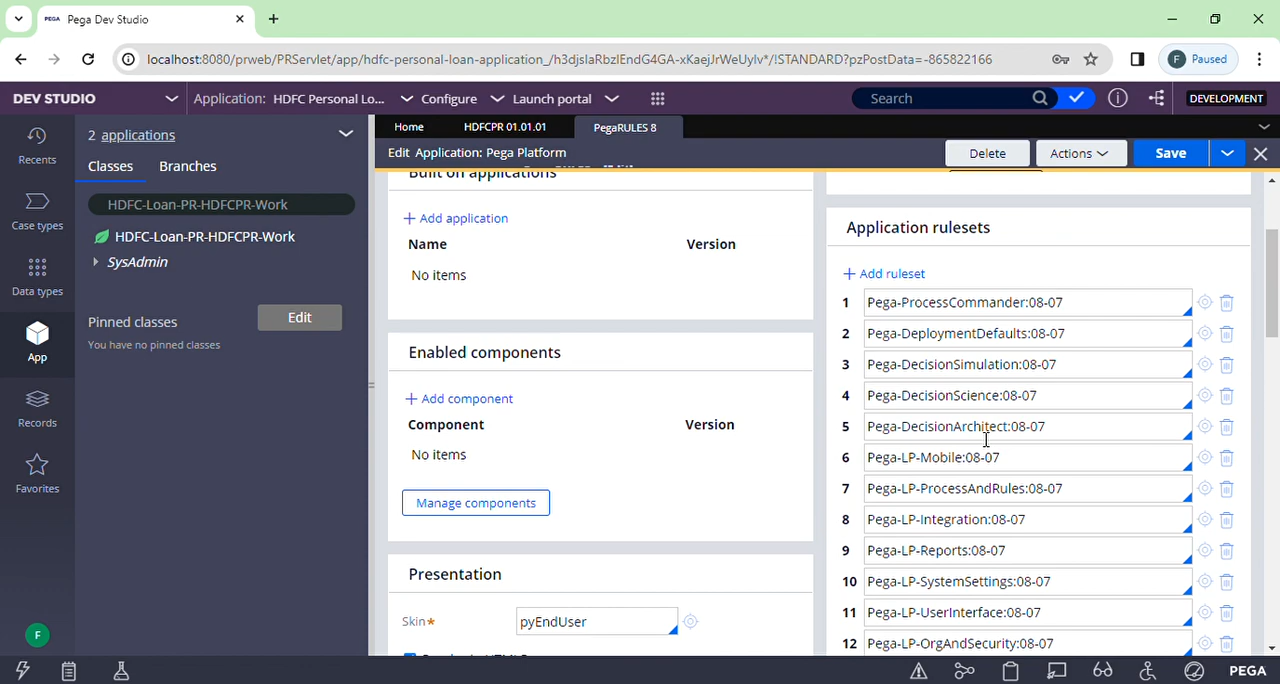 Pega Dev Studio
PEGA
localhost:8080/prweb/PRServlet/app/hdfc-personal-loan-application_/h3djslaRbzIEndG4GA-xKaejJrWeUylv*/!STANDARD?pzPostData=-865822166
F Paused
DEV STUDIO
Application: HDFC Personal Lo...
Configure
Launch portal
Search
DEVELOPMENT
Recents
Case types
Data types
App
Records
Favorites
F
2 applications
Classes
Branches
HDFC-Loan-PR-HDFCPR-Work
HDFC-Loan-PR-HDFCPR-Work
SysAdmin
Pinned classes
Edit
You have no pinned classes
Home
HDFCPR 01.01.01
PegaRULES 8
Edit Application: Pega Platform
Delete
Actions
Save
Built on applications
+ Add application
Name Version
No items
Enabled components
+ Add component
Component Version
No items
Manage components
Presentation
Skin★ pyEndUser
Application rulesets
+ Add ruleset
1 Pega-ProcessCommander:08-07
2 Pega-DeploymentDefaults:08-07
3 Pega-DecisionSimulation:08-07
4 Pega-DecisionScience:08-07
5 Pega-DecisionArchitect:08-07
6 Pega-LP-Mobile:08-07
7 Pega-LP-ProcessAndRules:08-07
8 Pega-LP-Integration:08-07
9 Pega-LP-Reports:08-07
10 Pega-LP-SystemSettings:08-07
11 Pega-LP-UserInterface:08-07
12 Pega-LP-OrgAndSecurity:08-07
PEGA